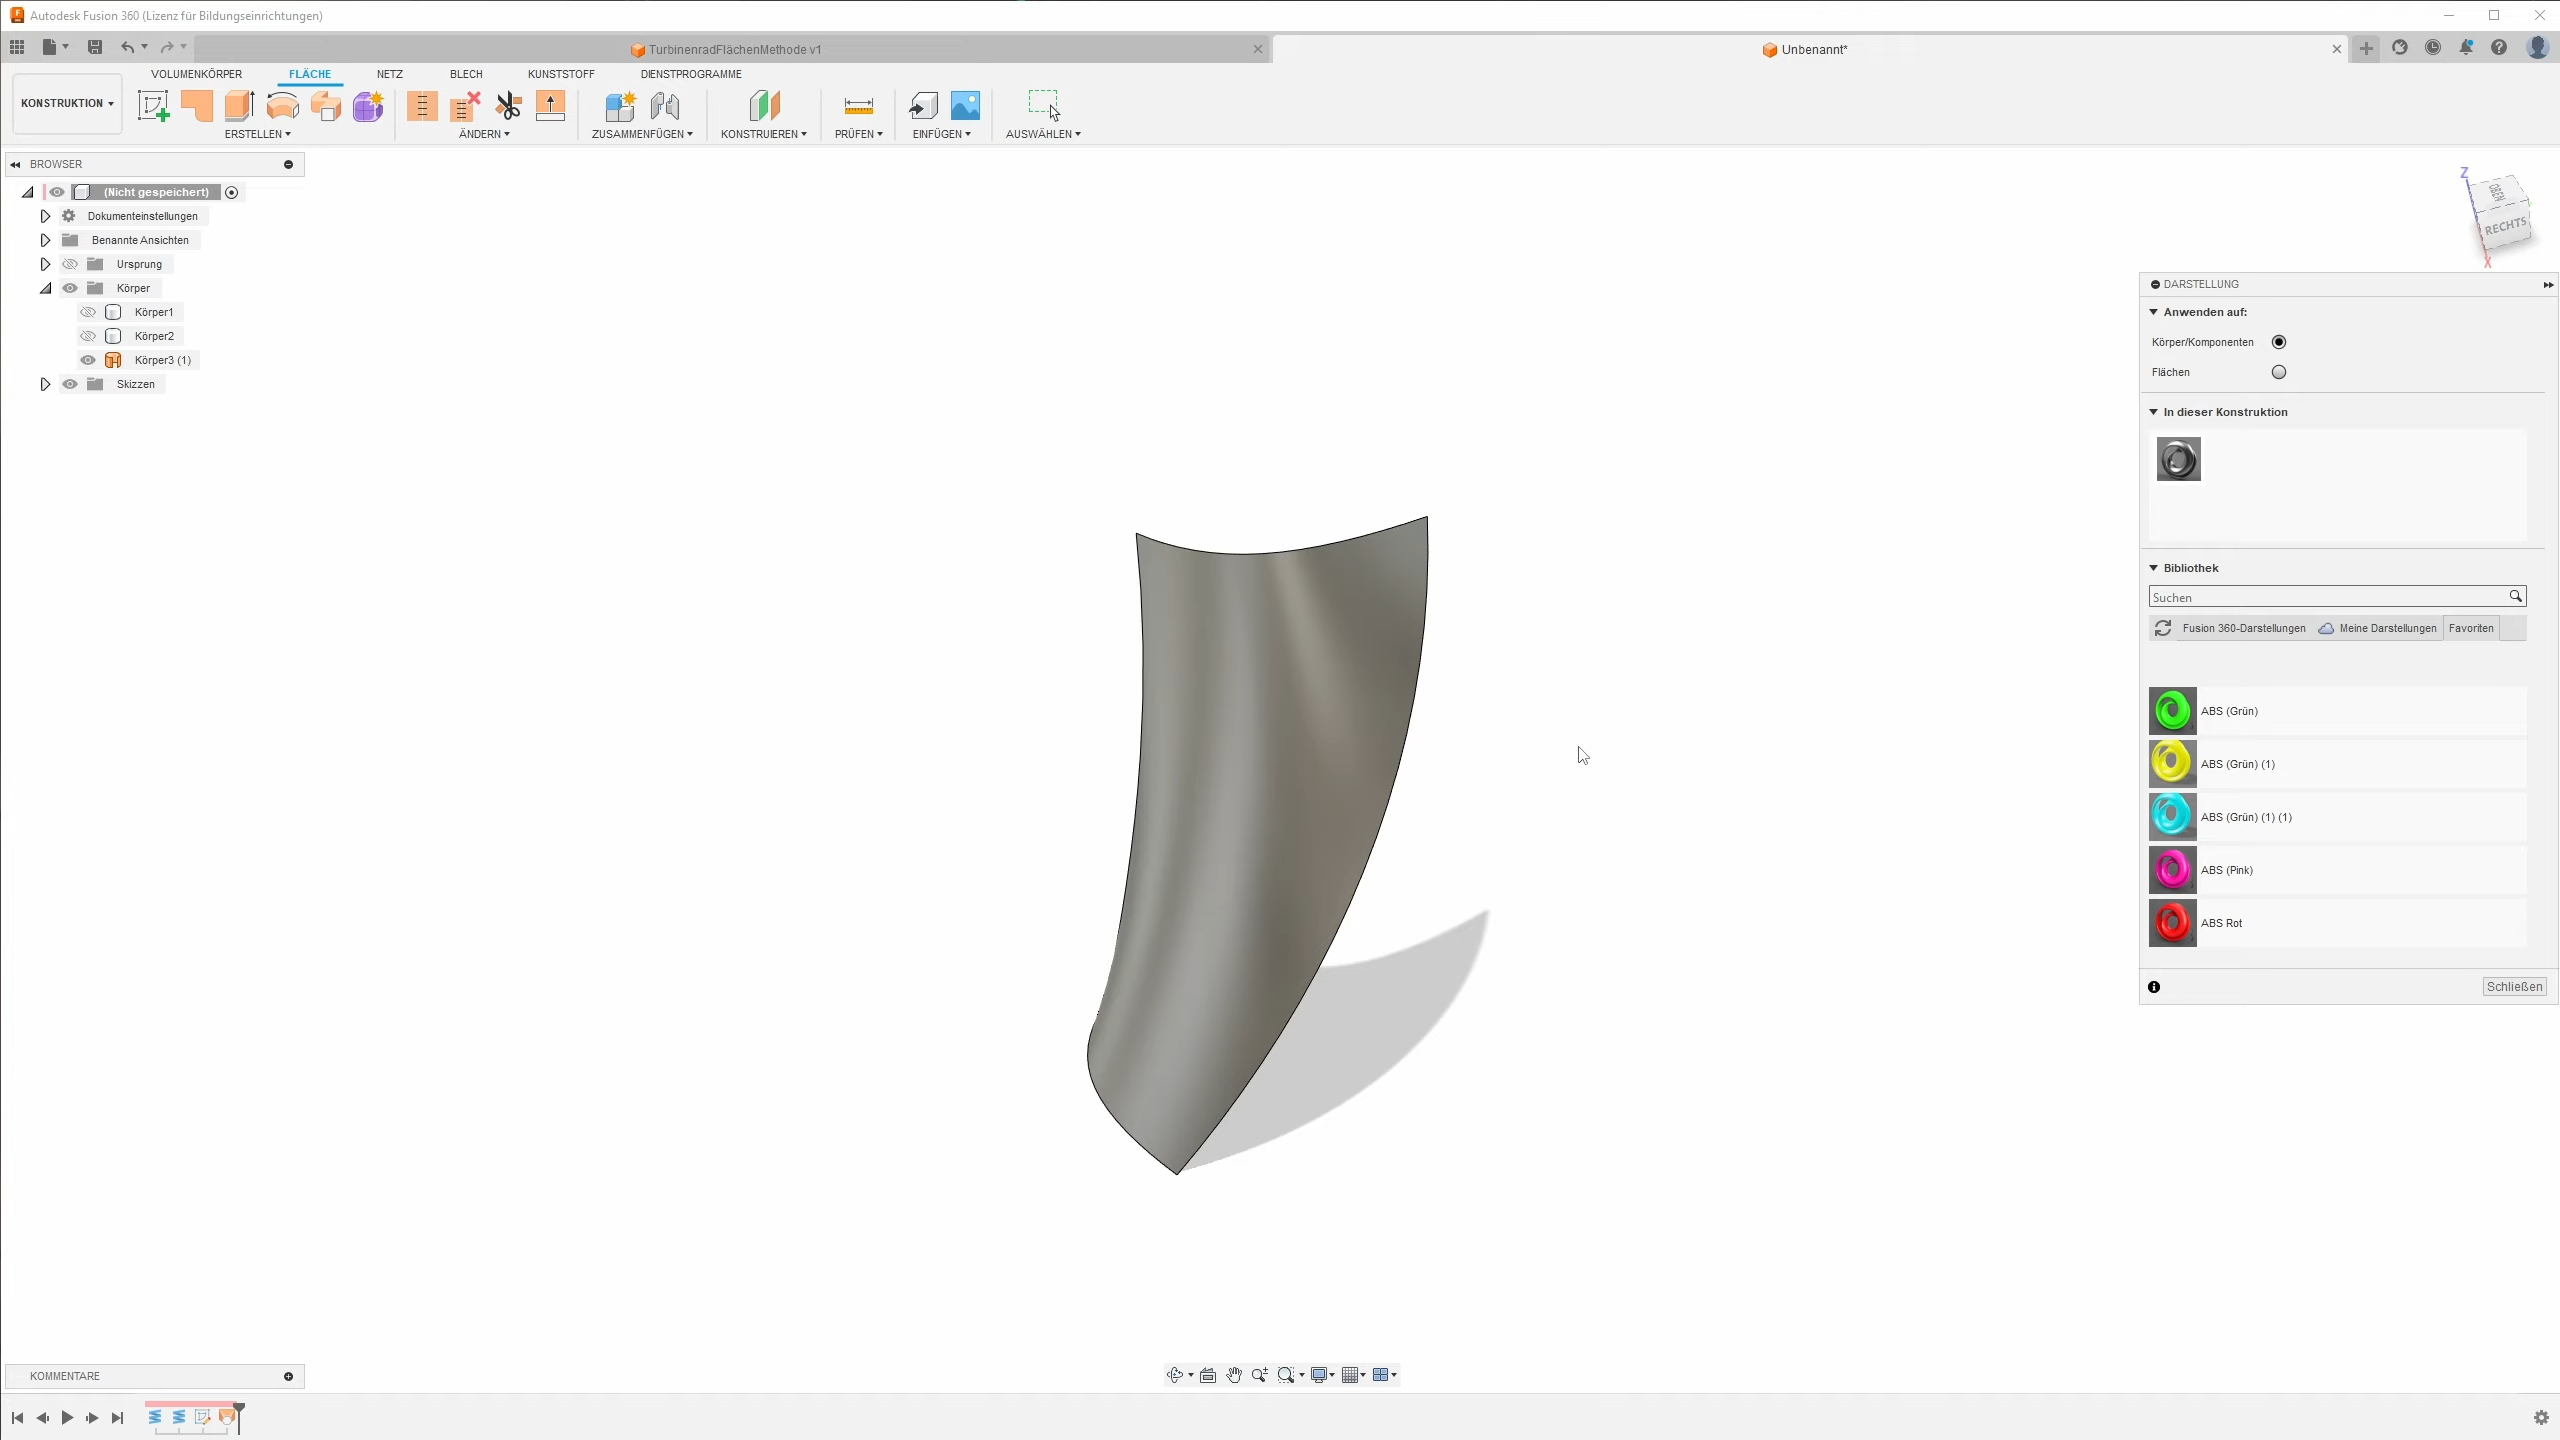 Autodesk Fusion 360 (Lizenz für Bildungseinrichtungen)
TurbinenradFlächenMethode v1
Unbenannt*
VOLUMENKÖRPER
FLÄCHE
NETZ
BLECH
KUNSTSTOFF
DIENSTPROGRAMME
KONSTRUKTION
ERSTELLEN
ÄNDERN
ZUSAMMENFÜGEN
KONSTRUIEREN
PRÜFEN
EINFÜGEN
AUSWÄHLEN
BROWSER
(Nicht gespeichert)
Dokumenteinstellungen
Benannte Ansichten
Ursprung
Körper
Körper1
Körper2
Körper3 (1)
Skizzen
Z
OBEN
RECHTS
X
DARSTELLUNG
Anwenden auf:
Körper/Komponenten
Flächen
In dieser Konstruktion
Bibliothek
Suchen
Fusion 360-Darstellungen
Meine Darstellungen
Favoriten
ABS (Grün)
ABS (Grün) (1)
ABS (Grün) (1) (1)
ABS (Pink)
ABS Rot
Schließen
KOMMENTARE